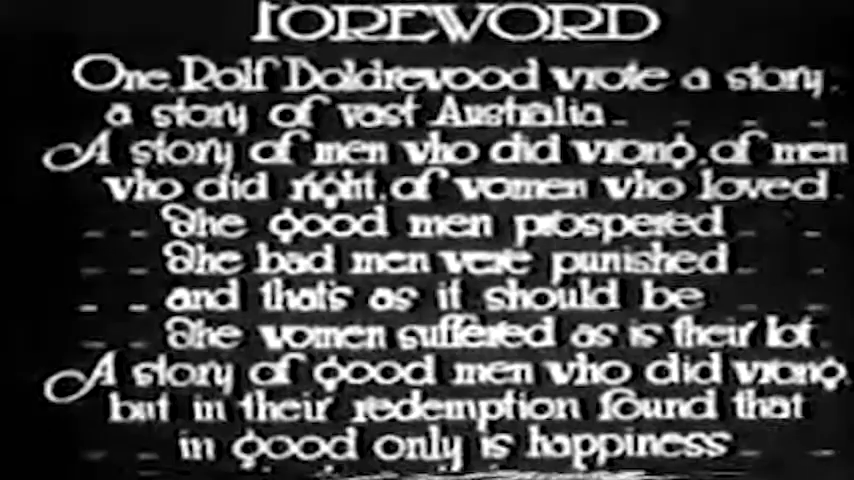 FOREWORD
One, Rolf Boldrewood wrote a story,
a story of vast Australia - - - -
A story of men who did wrong, of men
who did right, of women who loved -
- - The good men prospered - -
- - The bad men were punished - -
- - and that's as it should be - -
- - The women suffered as is their lot -
A story of good men who did wrong,
but in their redemption found that
- - in good only is happiness - -